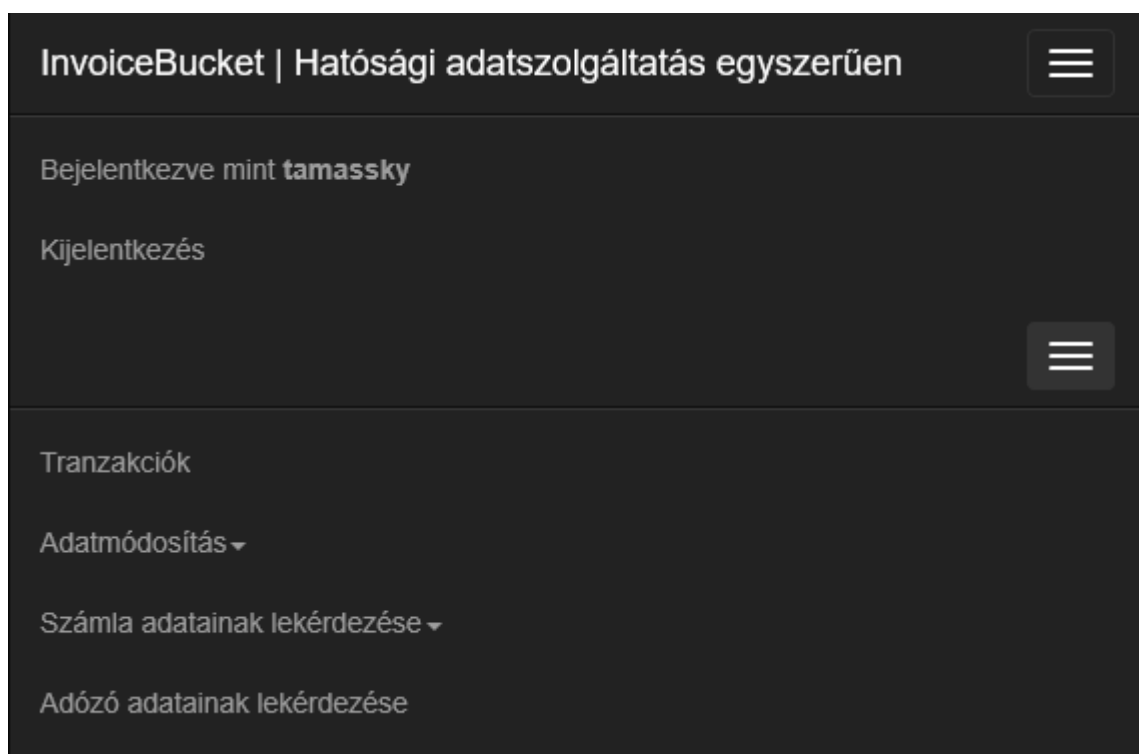 InvoiceBucket | Hatósági adatszolgáltatás egyszerűen
Bejelentkezve mint tamassky
Kijelentkezés
Tranzakciók
Adatmódosítás
Számla adatainak lekérdezése
Adózó adatainak lekérdezése